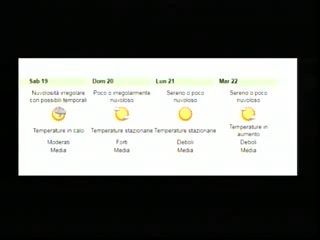 Sab 19 Dom 20 Lun 21 Mar 22
Nuvolosità irregolare con possibili temporali
Poco o irregolarmente nuvoloso
Sereno o poco nuvoloso
Sereno o poco nuvoloso
Temperature in calo
Temperature stazionarie
Temperature stazionarie
Temperature in aumento
Moderati Forti Deboli Deboli
Media Media Media Media